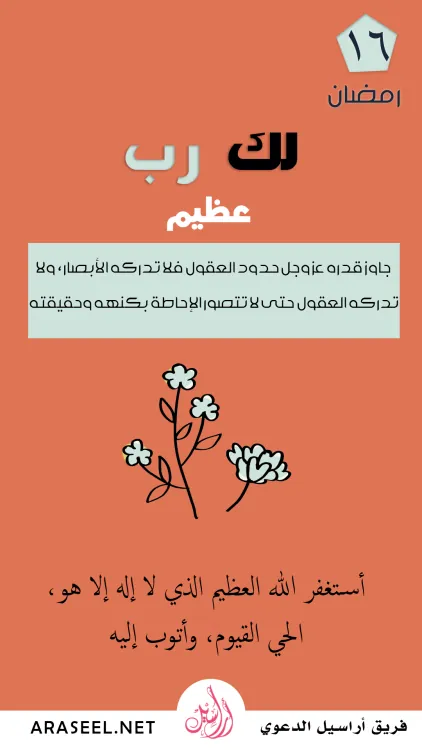 ١٦
رمضان
لك رب
عظيم
جاوز قدره عزوجل حدود العقول فلا تدركه الأبصار، ولا
تدركه العقول حتى لا تتصور الإحاطة بكنهه وحقيقته
أستغفر الله العظيم الذي لا إله إلا هو،
الحي القيوم، وأتوب إليه
فريق أراسيل الدعوي
أراسيل
ARASEEL.NET